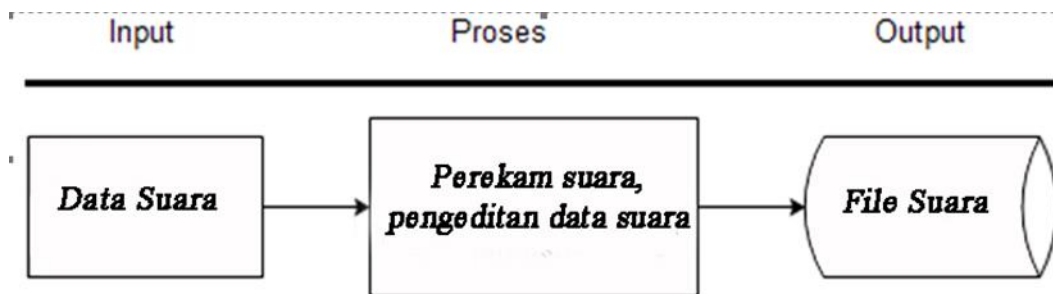 Input Proses Output
Data Suara
Perekam suara,
pengeditan data suara
File Suara